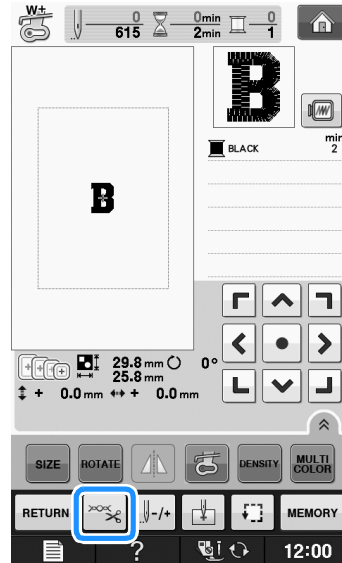 W+
0 0min 0
615 2min 1
B
min
BLACK 2
B
29.8 mm 0°
25.8 mm
+ 0.0 mm + 0.0 mm
SIZE ROTATE DENSITY MULTI
COLOR
RETURN -/+ MEMORY
? 12:00